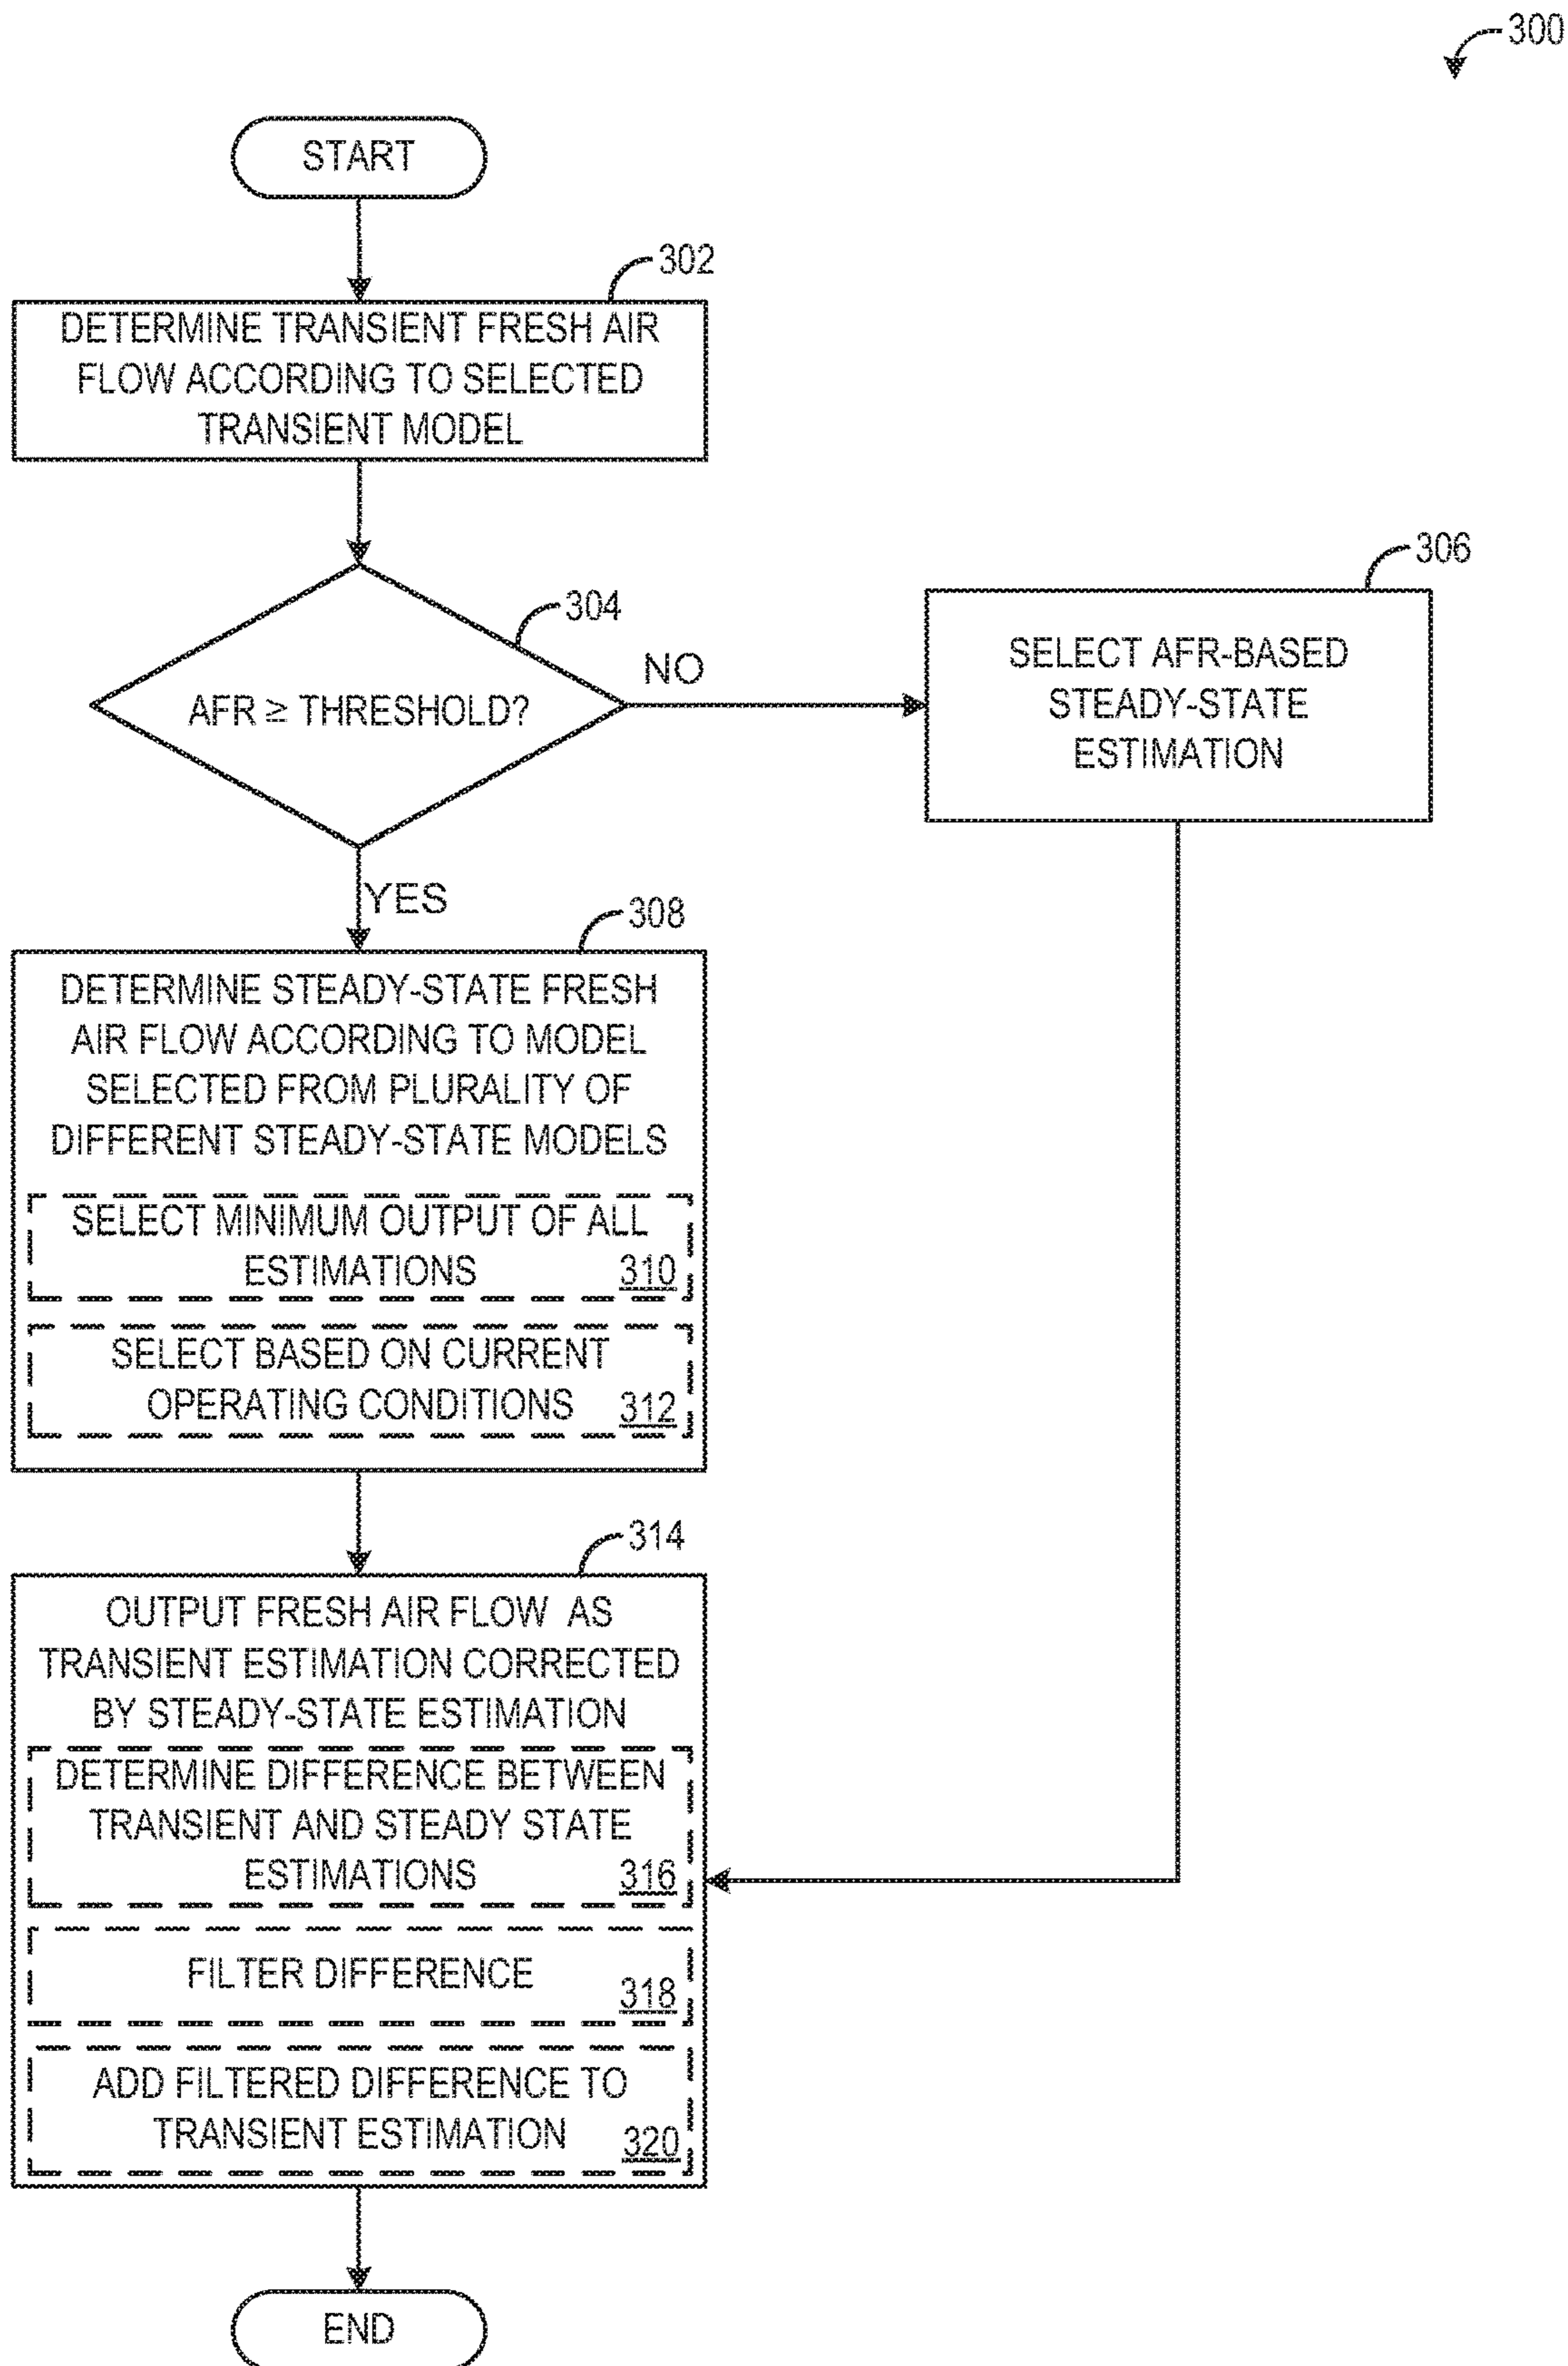 300
START
302
DETERMINE TRANSIENT FRESH AIR
FLOW ACCORDING TO SELECTED
TRANSIENT MODEL
304
AFR ≥ THRESHOLD?
NO
306
SELECT AFR-BASED
STEADY-STATE
ESTIMATION
YES
308
DETERMINE STEADY-STATE FRESH
AIR FLOW ACCORDING TO MODEL
SELECTED FROM PLURALITY OF
DIFFERENT STEADY-STATE MODELS
SELECT MINIMUM OUTPUT OF ALL
ESTIMATIONS 310
SELECT BASED ON CURRENT
OPERATING CONDITIONS 312
314
OUTPUT FRESH AIR FLOW AS
TRANSIENT ESTIMATION CORRECTED
BY STEADY-STATE ESTIMATION
DETERMINE DIFFERENCE BETWEEN
TRANSIENT AND STEADY STATE
ESTIMATIONS 316
FILTER DIFFERENCE 318
ADD FILTERED DIFFERENCE TO
TRANSIENT ESTIMATION 320
END